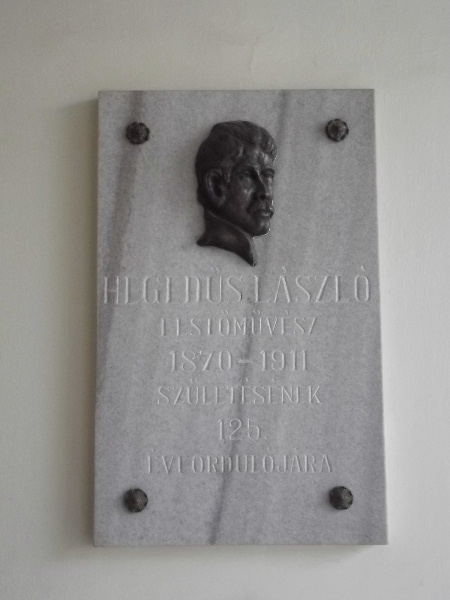 HEGEDŰS LÁSZLÓ
FESTŐMŰVÉSZ
1870-1911
SZÜLETÉSÉNEK
125.
ÉVFORDULÓJÁRA